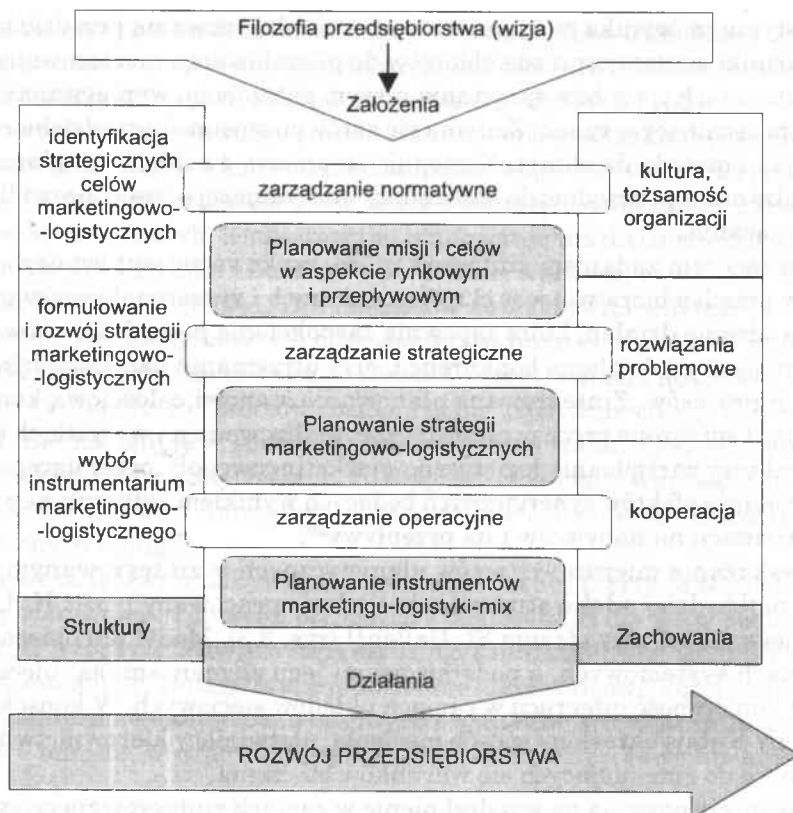 Filozofia przedsiębiorstwa (wizja)
Założenia
identyfikacja
strategicznych
celów
marketingowo-
-logistycznych
zarządzanie normatywne
kultura,
tożsamość
organizacji
Planowanie misji i celów
w aspekcie rynkowym
i przepływowym
formułowanie
i rozwój strategii
marketingowo-
-logistycznych
zarządzanie strategiczne
rozwiązania
problemowe
Planowanie strategii
marketingowo-logistycznych
wybór
instrumentarium
marketingowo-
-logistycznego
zarządzanie operacyjne
kooperacja
Planowanie instrumentów
marketingu-logistyki-mix
Struktury
Zachowania
Działania
ROZWÓJ PRZEDSIĘBIORSTWA